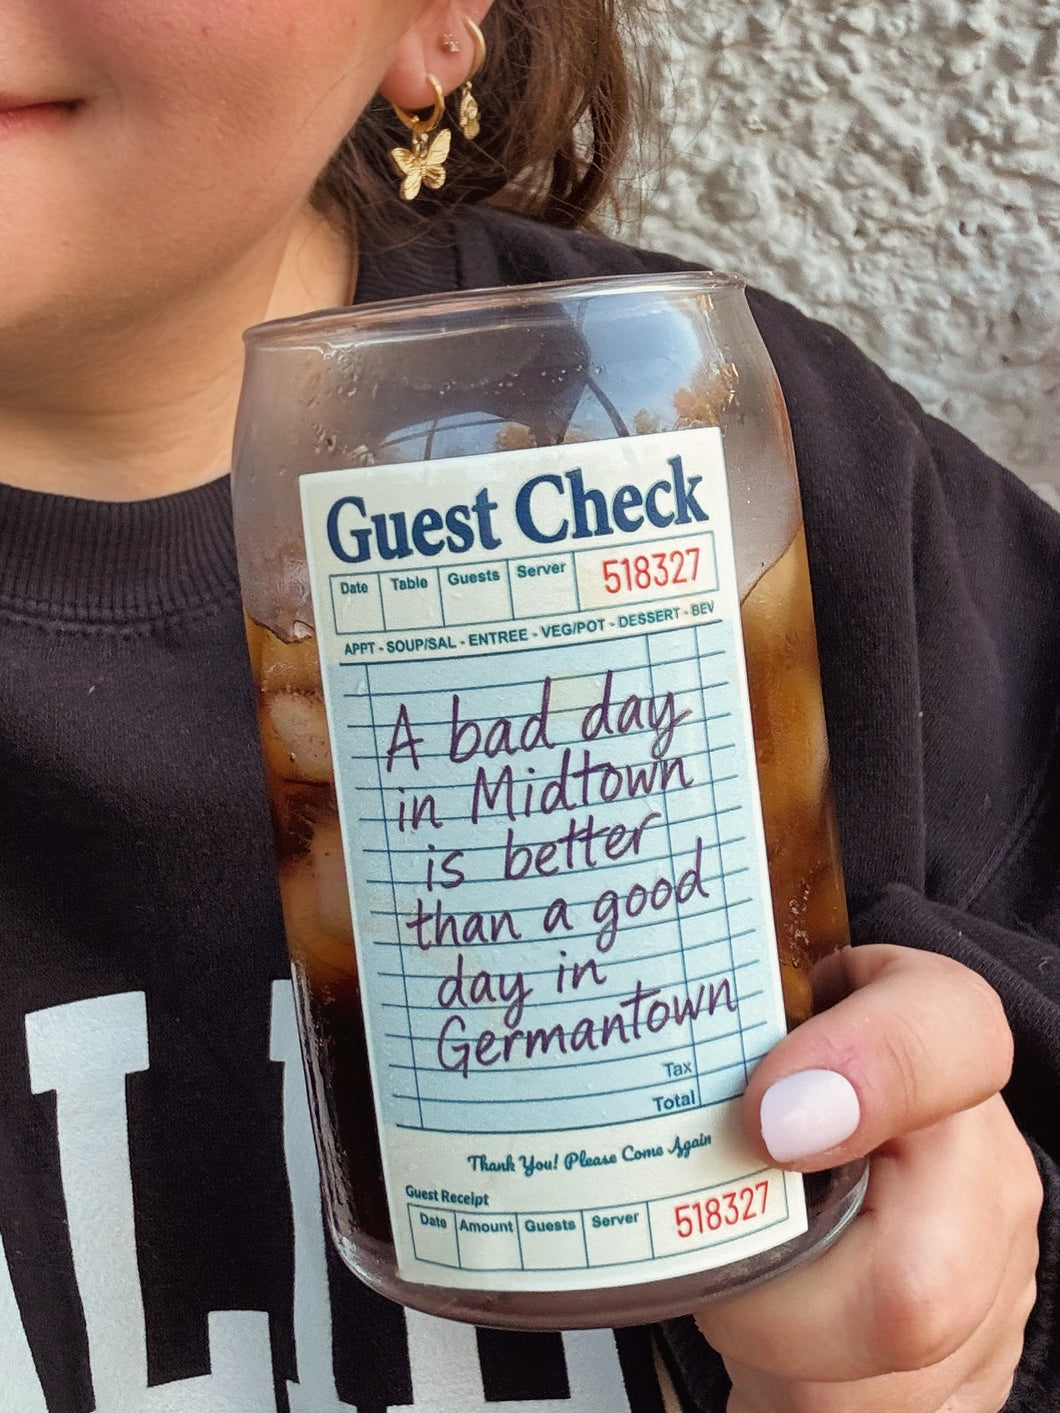 Guest Check
Date Table Guests Server 518327
APPT - SOUP/SAL - ENTREE - VEG/POT - DESSERT - BEV
A bad day
in Midtown
is better
than a good
day in
Germantown
Tax
Total
Thank You! Please Come Again
Guest Receipt
Date Amount Guests Server 518327